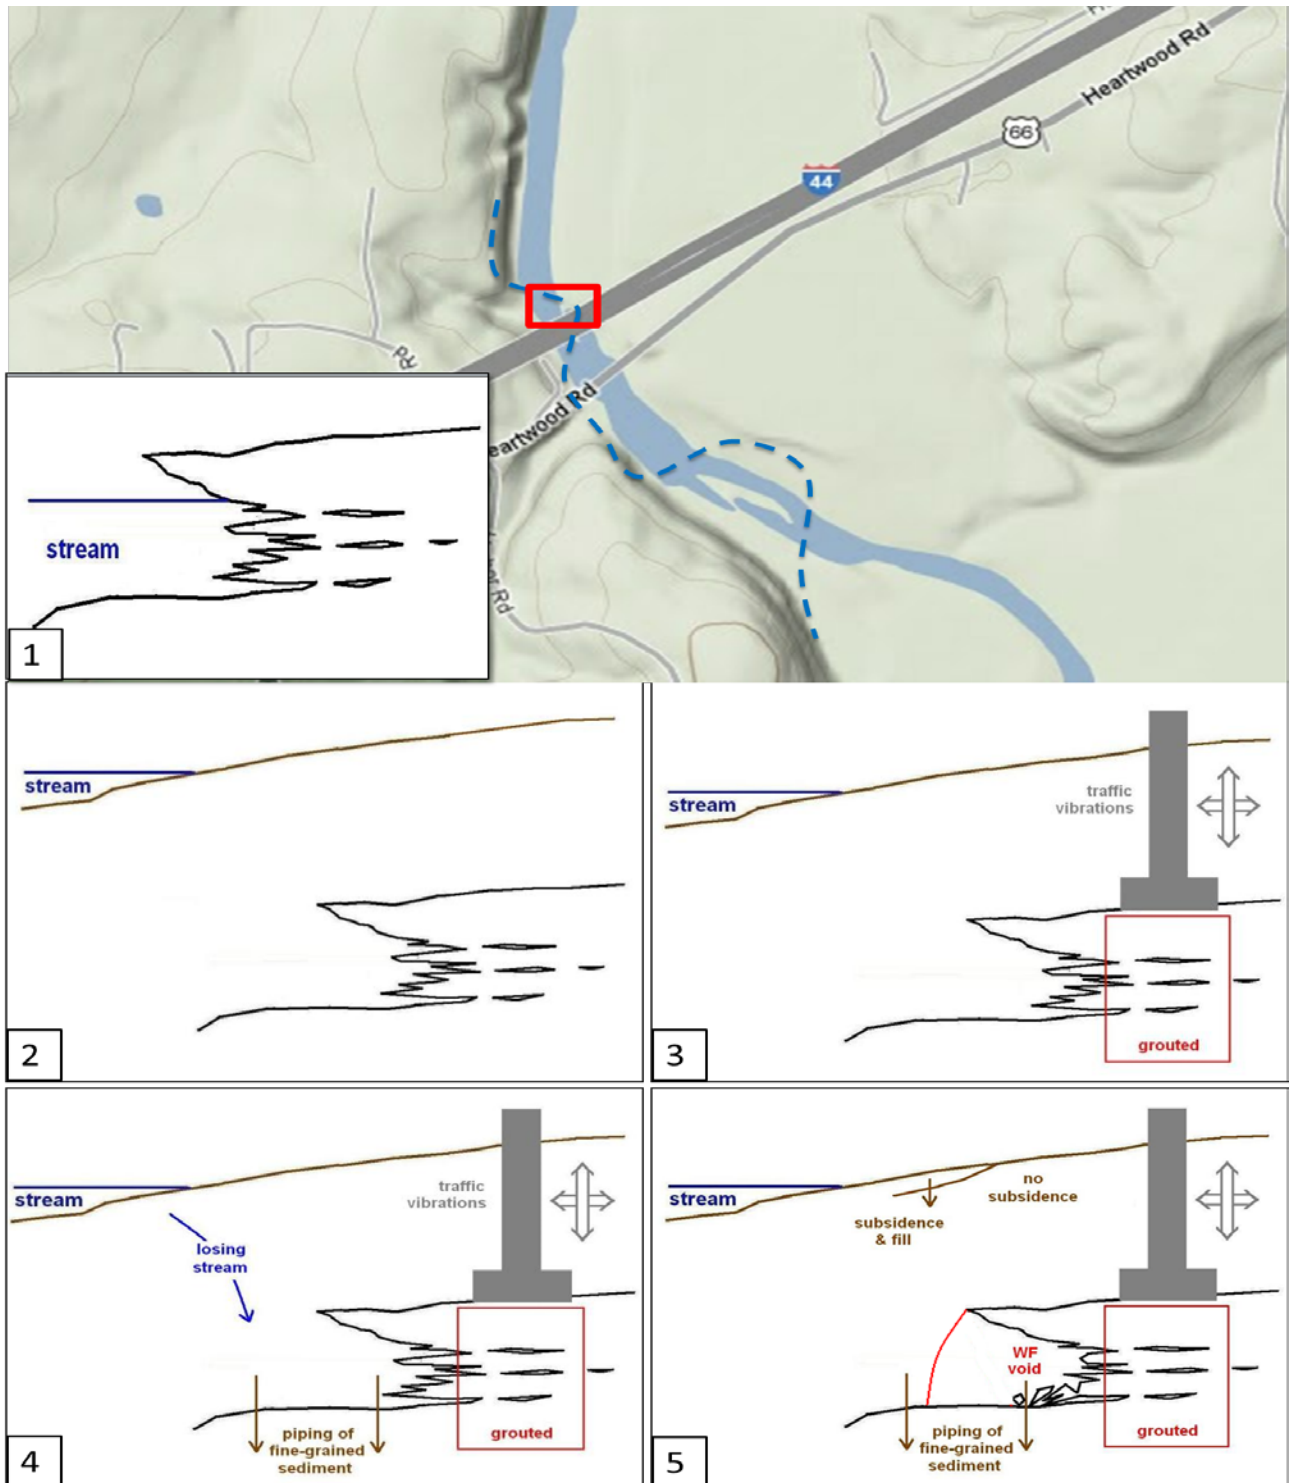 Heartwood Rd
66
44
Rd
eartwood Rd
Rd
stream
1
stream
2
traffic
vibrations
stream
grouted
3
traffic
vibrations
stream
losing
stream
grouted
piping of
fine-grained
sediment
4
traffic
vibrations
stream
no
subsidence
subsidence
& fill
WF
void
grouted
piping of
fine-grained
sediment
5